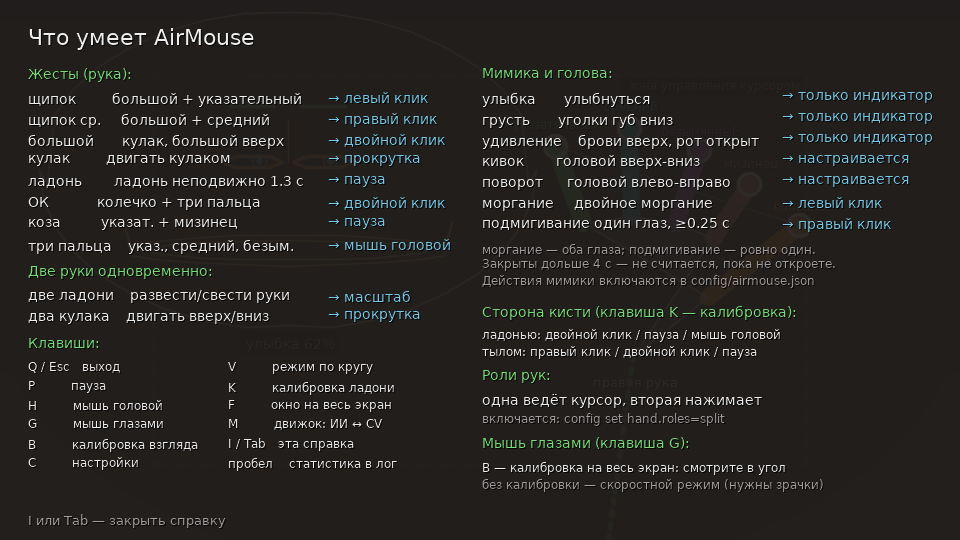 Что умеет AirMouse
Жесты (рука):
щипок большой + указательный → левый клик
щипок ср. большой + средний → правый клик
большой кулак, большой вверх → двойной клик
кулак двигать кулаком → прокрутка
ладонь ладонь неподвижно 1.3 с → пауза
ОК колечко + три пальца → двойной клик
коза указат. + мизинец → пауза
три пальца указ., средний, безым. → мышь головой
Две руки одновременно:
две ладони развести/свести руки → масштаб
два кулака двигать вверх/вниз → прокрутка
Клавиши:
Q / Esc выход V режим по кругу
P пауза K калибровка ладони
H мышь головой F окно на весь экран
G мышь глазами M движок: ИИ ↔ CV
B калибровка взгляда I / Tab эта справка
C настройки пробел статистика в лог
Мимика и голова:
улыбка улыбнуться → только индикатор
грусть уголки губ вниз → только индикатор
удивление брови вверх, рот открыт → только индикатор
кивок головой вверх-вниз → настраивается
поворот головой влево-вправо → настраивается
моргание двойное моргание → левый клик
подмигивание один глаз, ≥0.25 с → правый клик
моргание — оба глаза; подмигивание — ровно один.
Закрыты дольше 4 с — не считается, пока не откроете.
Действия мимики включаются в config/airmouse.json
Сторона кисти (клавиша K — калибровка):
ладонью: двойной клик / пауза / мышь головой
тылом: правый клик / двойной клик / пауза
Роли рук:
одна ведёт курсор, вторая нажимает
включается: config set hand.roles=split
Мышь глазами (клавиша G):
B — калибровка на весь экран: смотрите в угол
без калибровки — скоростной режим (нужны зрачки)
улыбка 62%
правая рука
I или Tab — закрыть справку